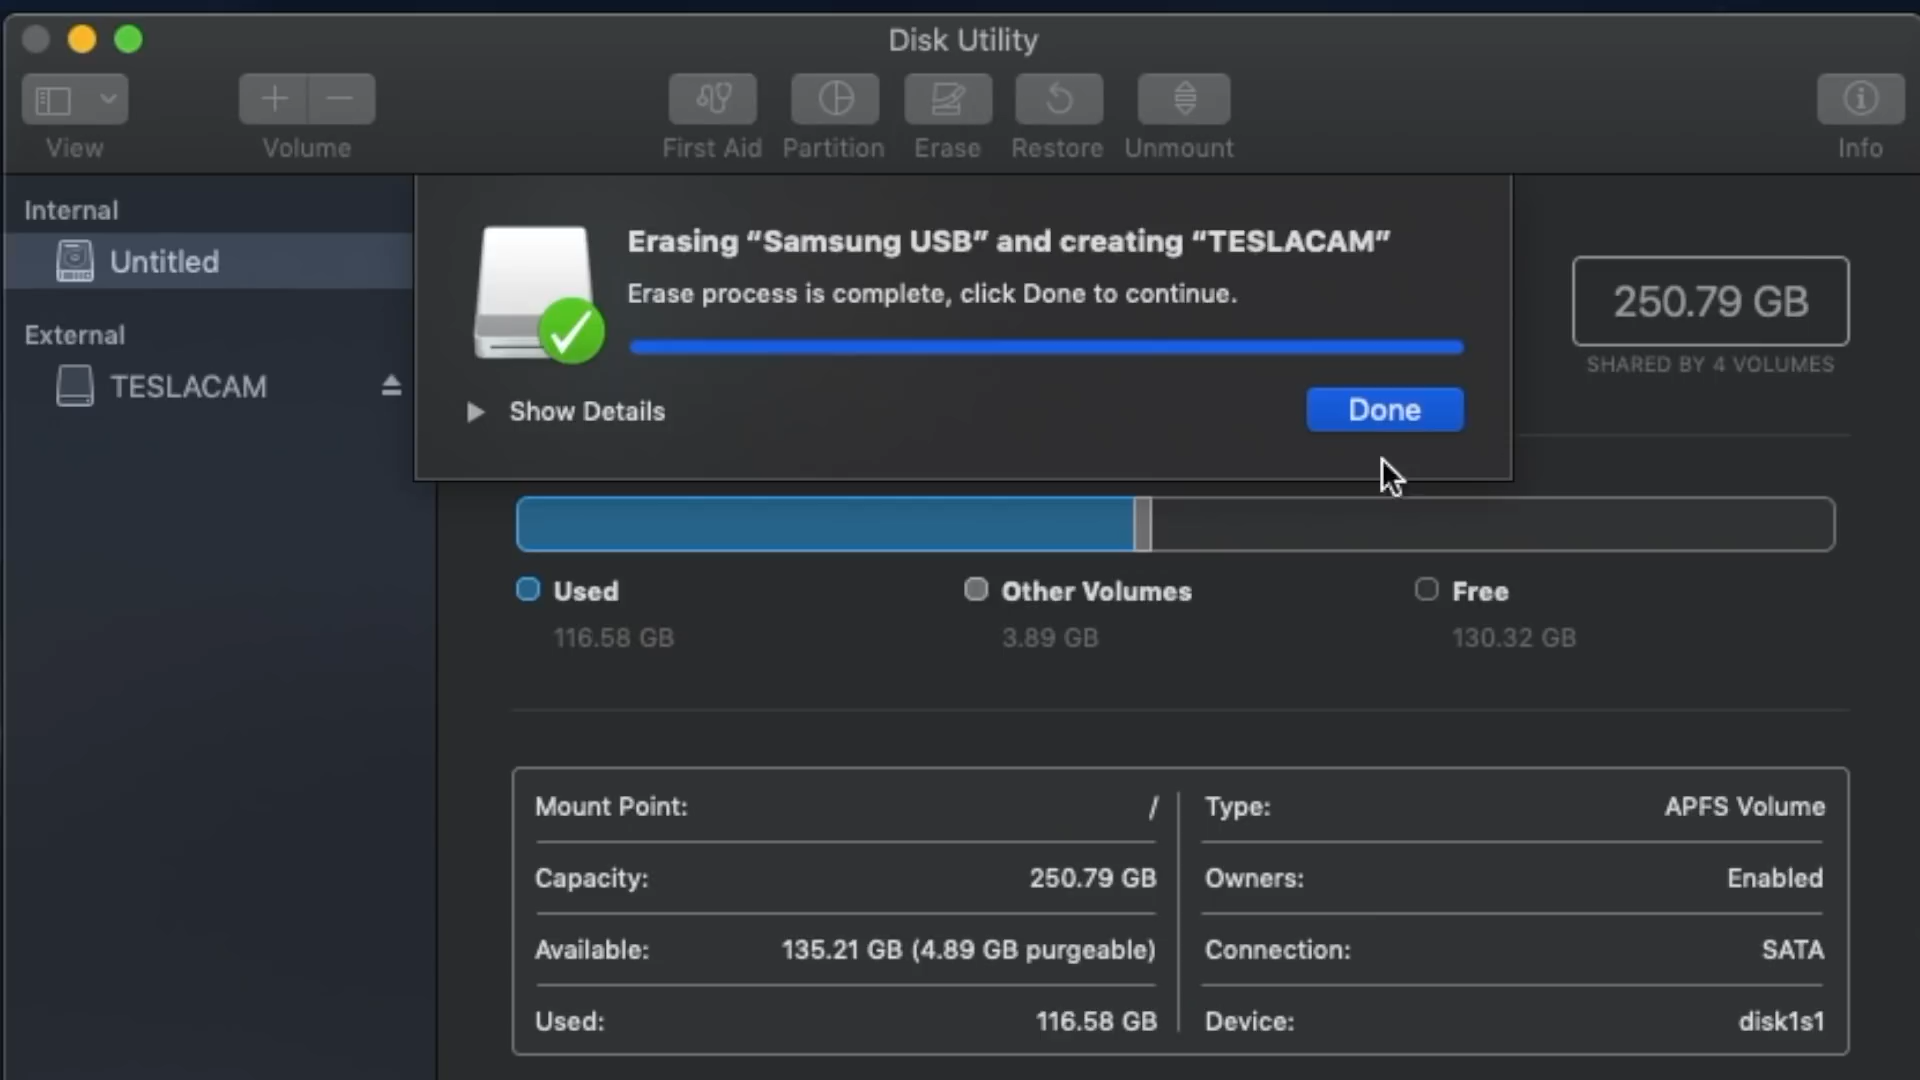 Disk Utility
View
Volume
First Aid
Partition
Erase
Restore
Unmount
Info
Internal
Untitled
External
TESLACAM
Erasing “Samsung USB” and creating “TESLACAM”
Erase process is complete, click Done to continue.
Show Details
Done
250.79 GB
SHARED BY 4 VOLUMES
Used
116.58 GB
Other Volumes
3.89 GB
Free
130.32 GB
Mount Point: /
Capacity: 250.79 GB
Available: 135.21 GB (4.89 GB purgeable)
Used: 116.58 GB
Type: APFS Volume
Owners: Enabled
Connection: SATA
Device: disk1s1